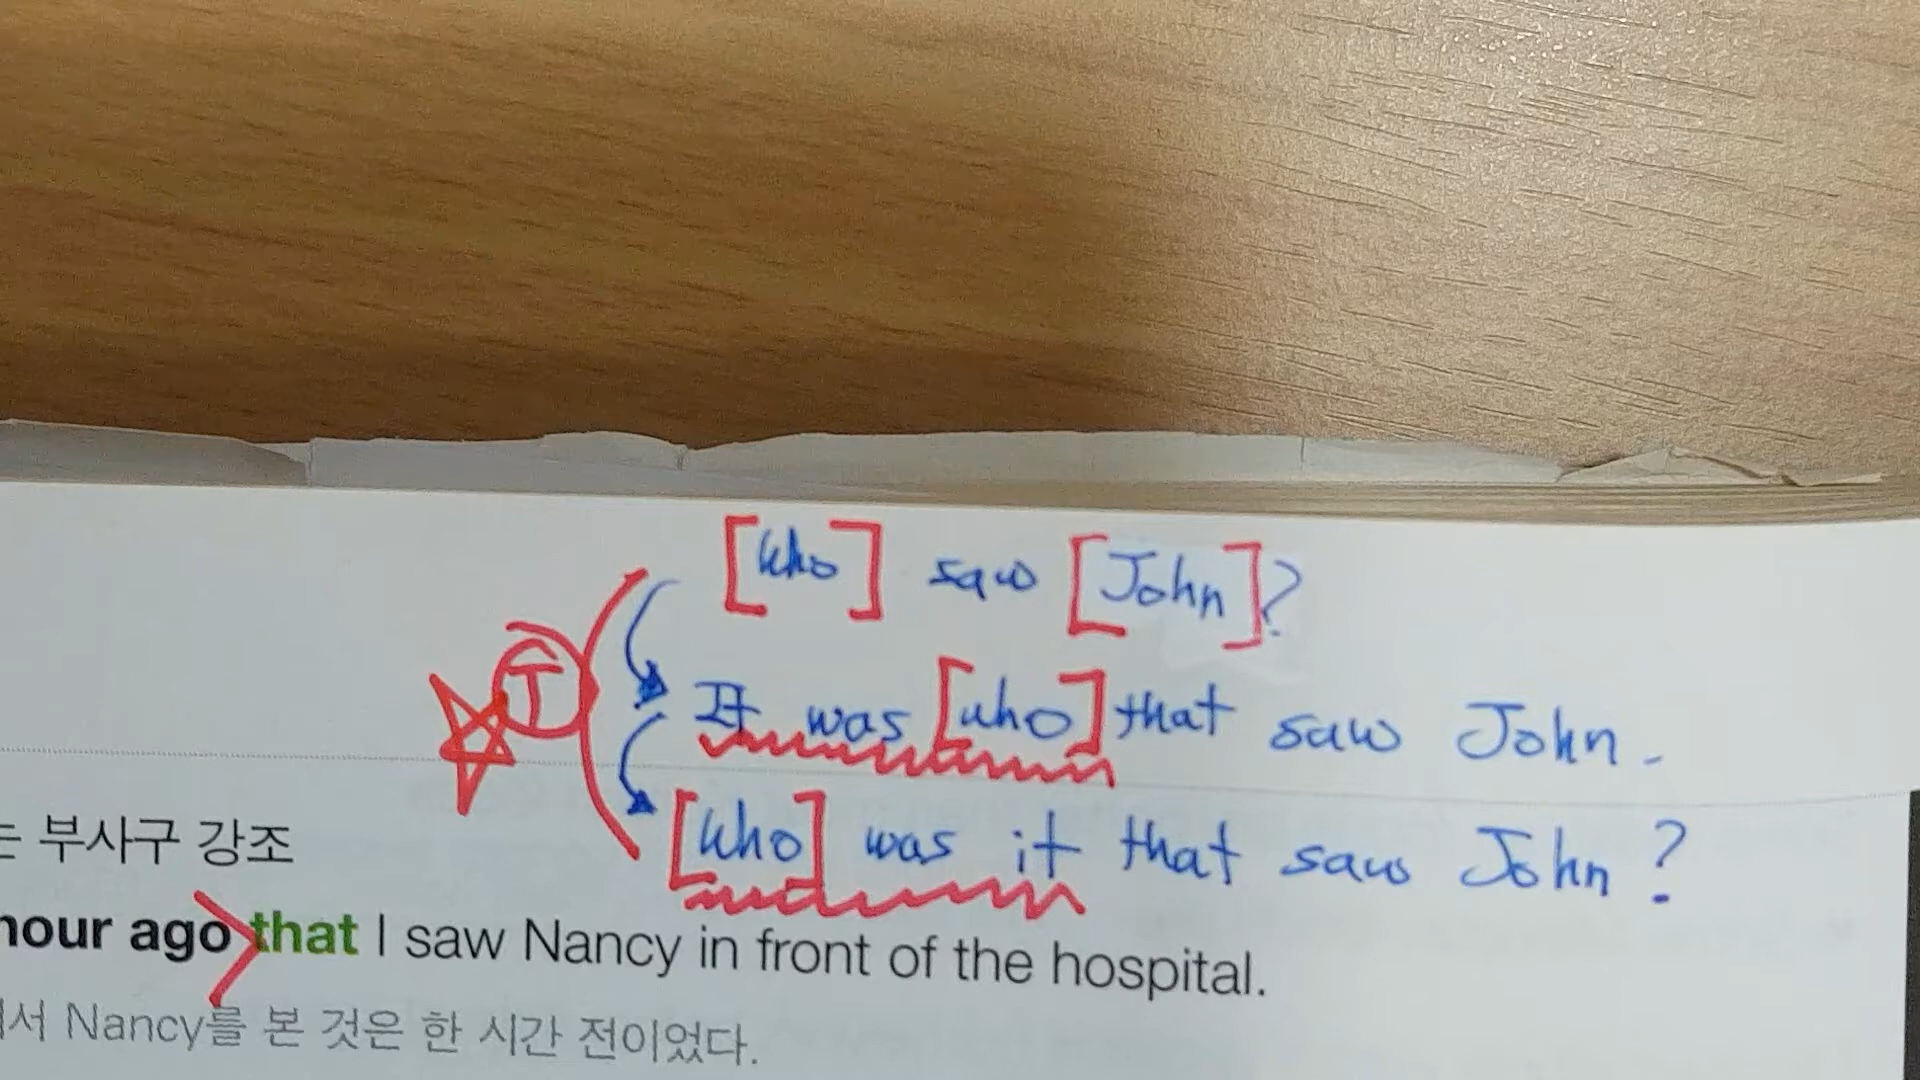 [Who] saw [John]?
It was [who] that saw John.
T
[Who] was it that saw John?
는 부사구 강조
hour ago that I saw Nancy in front of the hospital.
에서 Nancy를 본 것은 한 시간 전이었다.